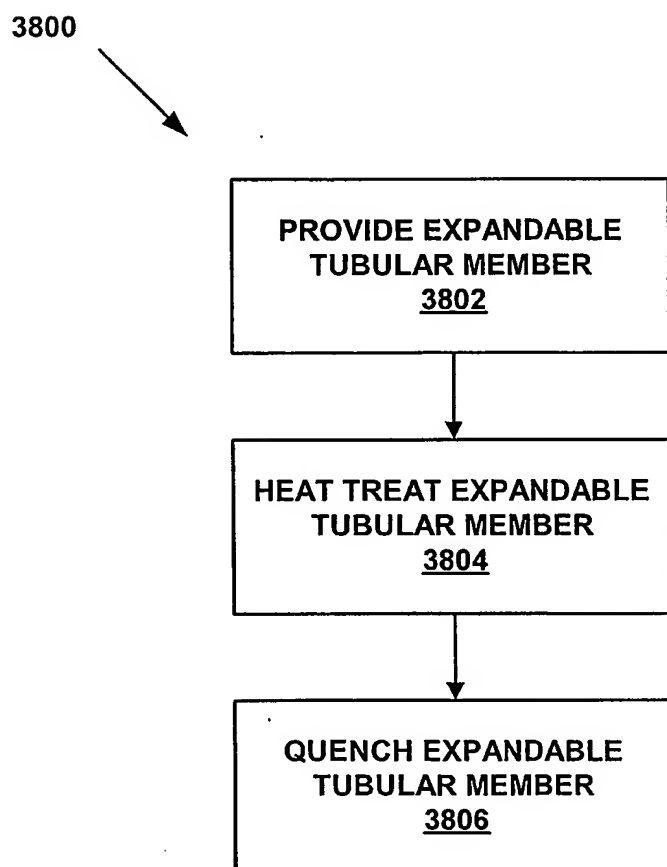 3800
PROVIDE EXPANDABLE
TUBULAR MEMBER
3802
HEAT TREAT EXPANDABLE
TUBULAR MEMBER
3804
QUENCH EXPANDABLE
TUBULAR MEMBER
3806